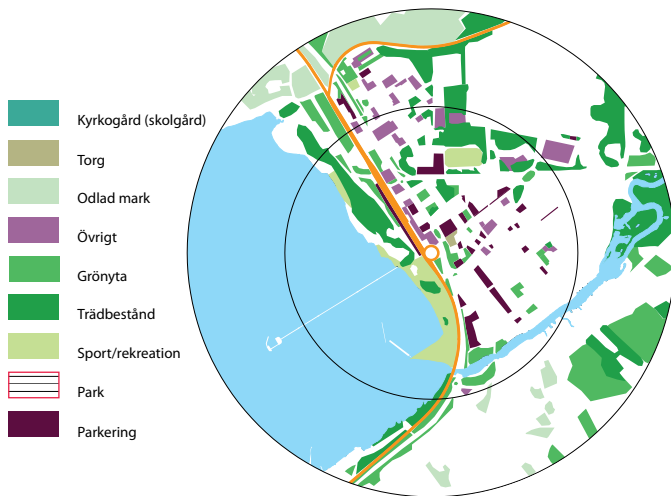 Kyrkogård (skolgård)
Torg
Odlad mark
Övrigt
Grönyta
Trädbestånd
Sport/rekreation
Park
Parkering